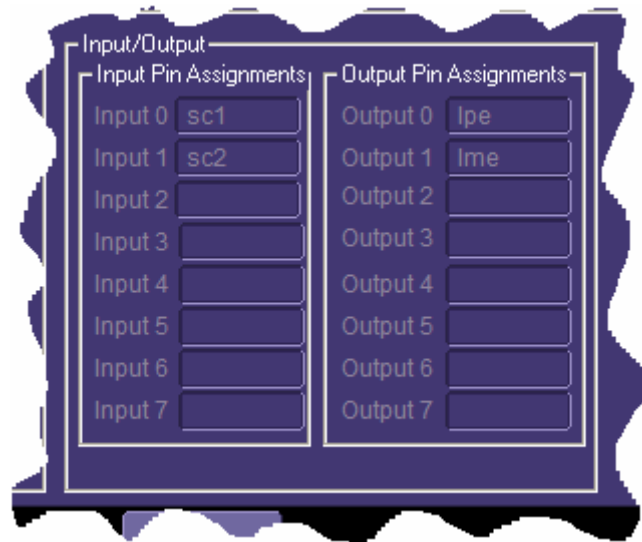 Input/Output
Input Pin Assignments Output Pin Assignments
Input 0 sc1 Output 0 lpe
Input 1 sc2 Output 1 lme
Input 2 Output 2
Input 3 Output 3
Input 4 Output 4
Input 5 Output 5
Input 6 Output 6
Input 7 Output 7